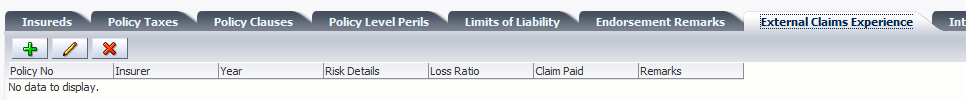 Insureds Policy Taxes Policy Clauses Policy Level Perils Limits of Liability Endorsement Remarks External Claims Experience Int
Policy No Insurer Year Risk Details Loss Ratio Claim Paid Remarks
No data to display.